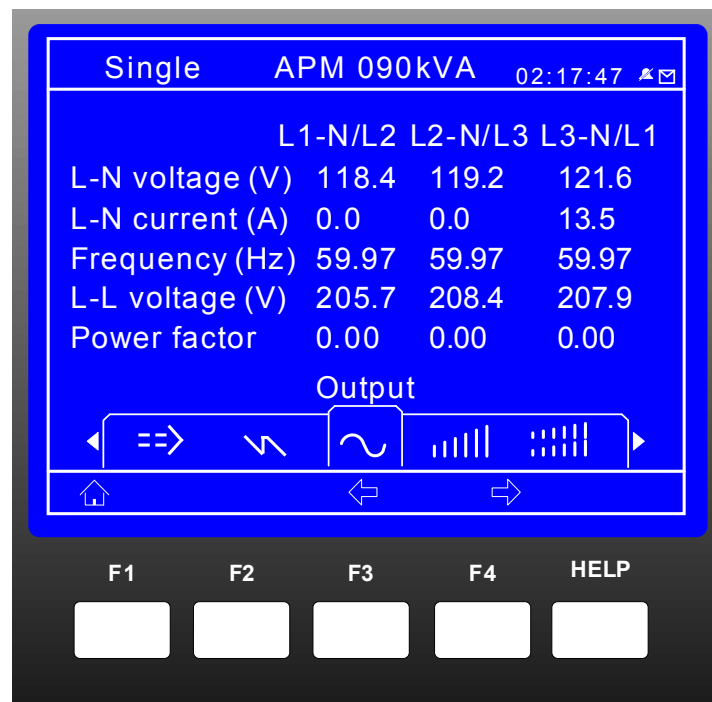 Single APM 090kVA 02:17:47
L1-N/L2 L2-N/L3 L3-N/L1
L-N voltage (V) 118.4 119.2 121.6
L-N current (A) 0.0 0.0 13.5
Frequency (Hz) 59.97 59.97 59.97
L-L voltage (V) 205.7 208.4 207.9
Power factor 0.00 0.00 0.00
Output
F1 F2 F3 F4 HELP